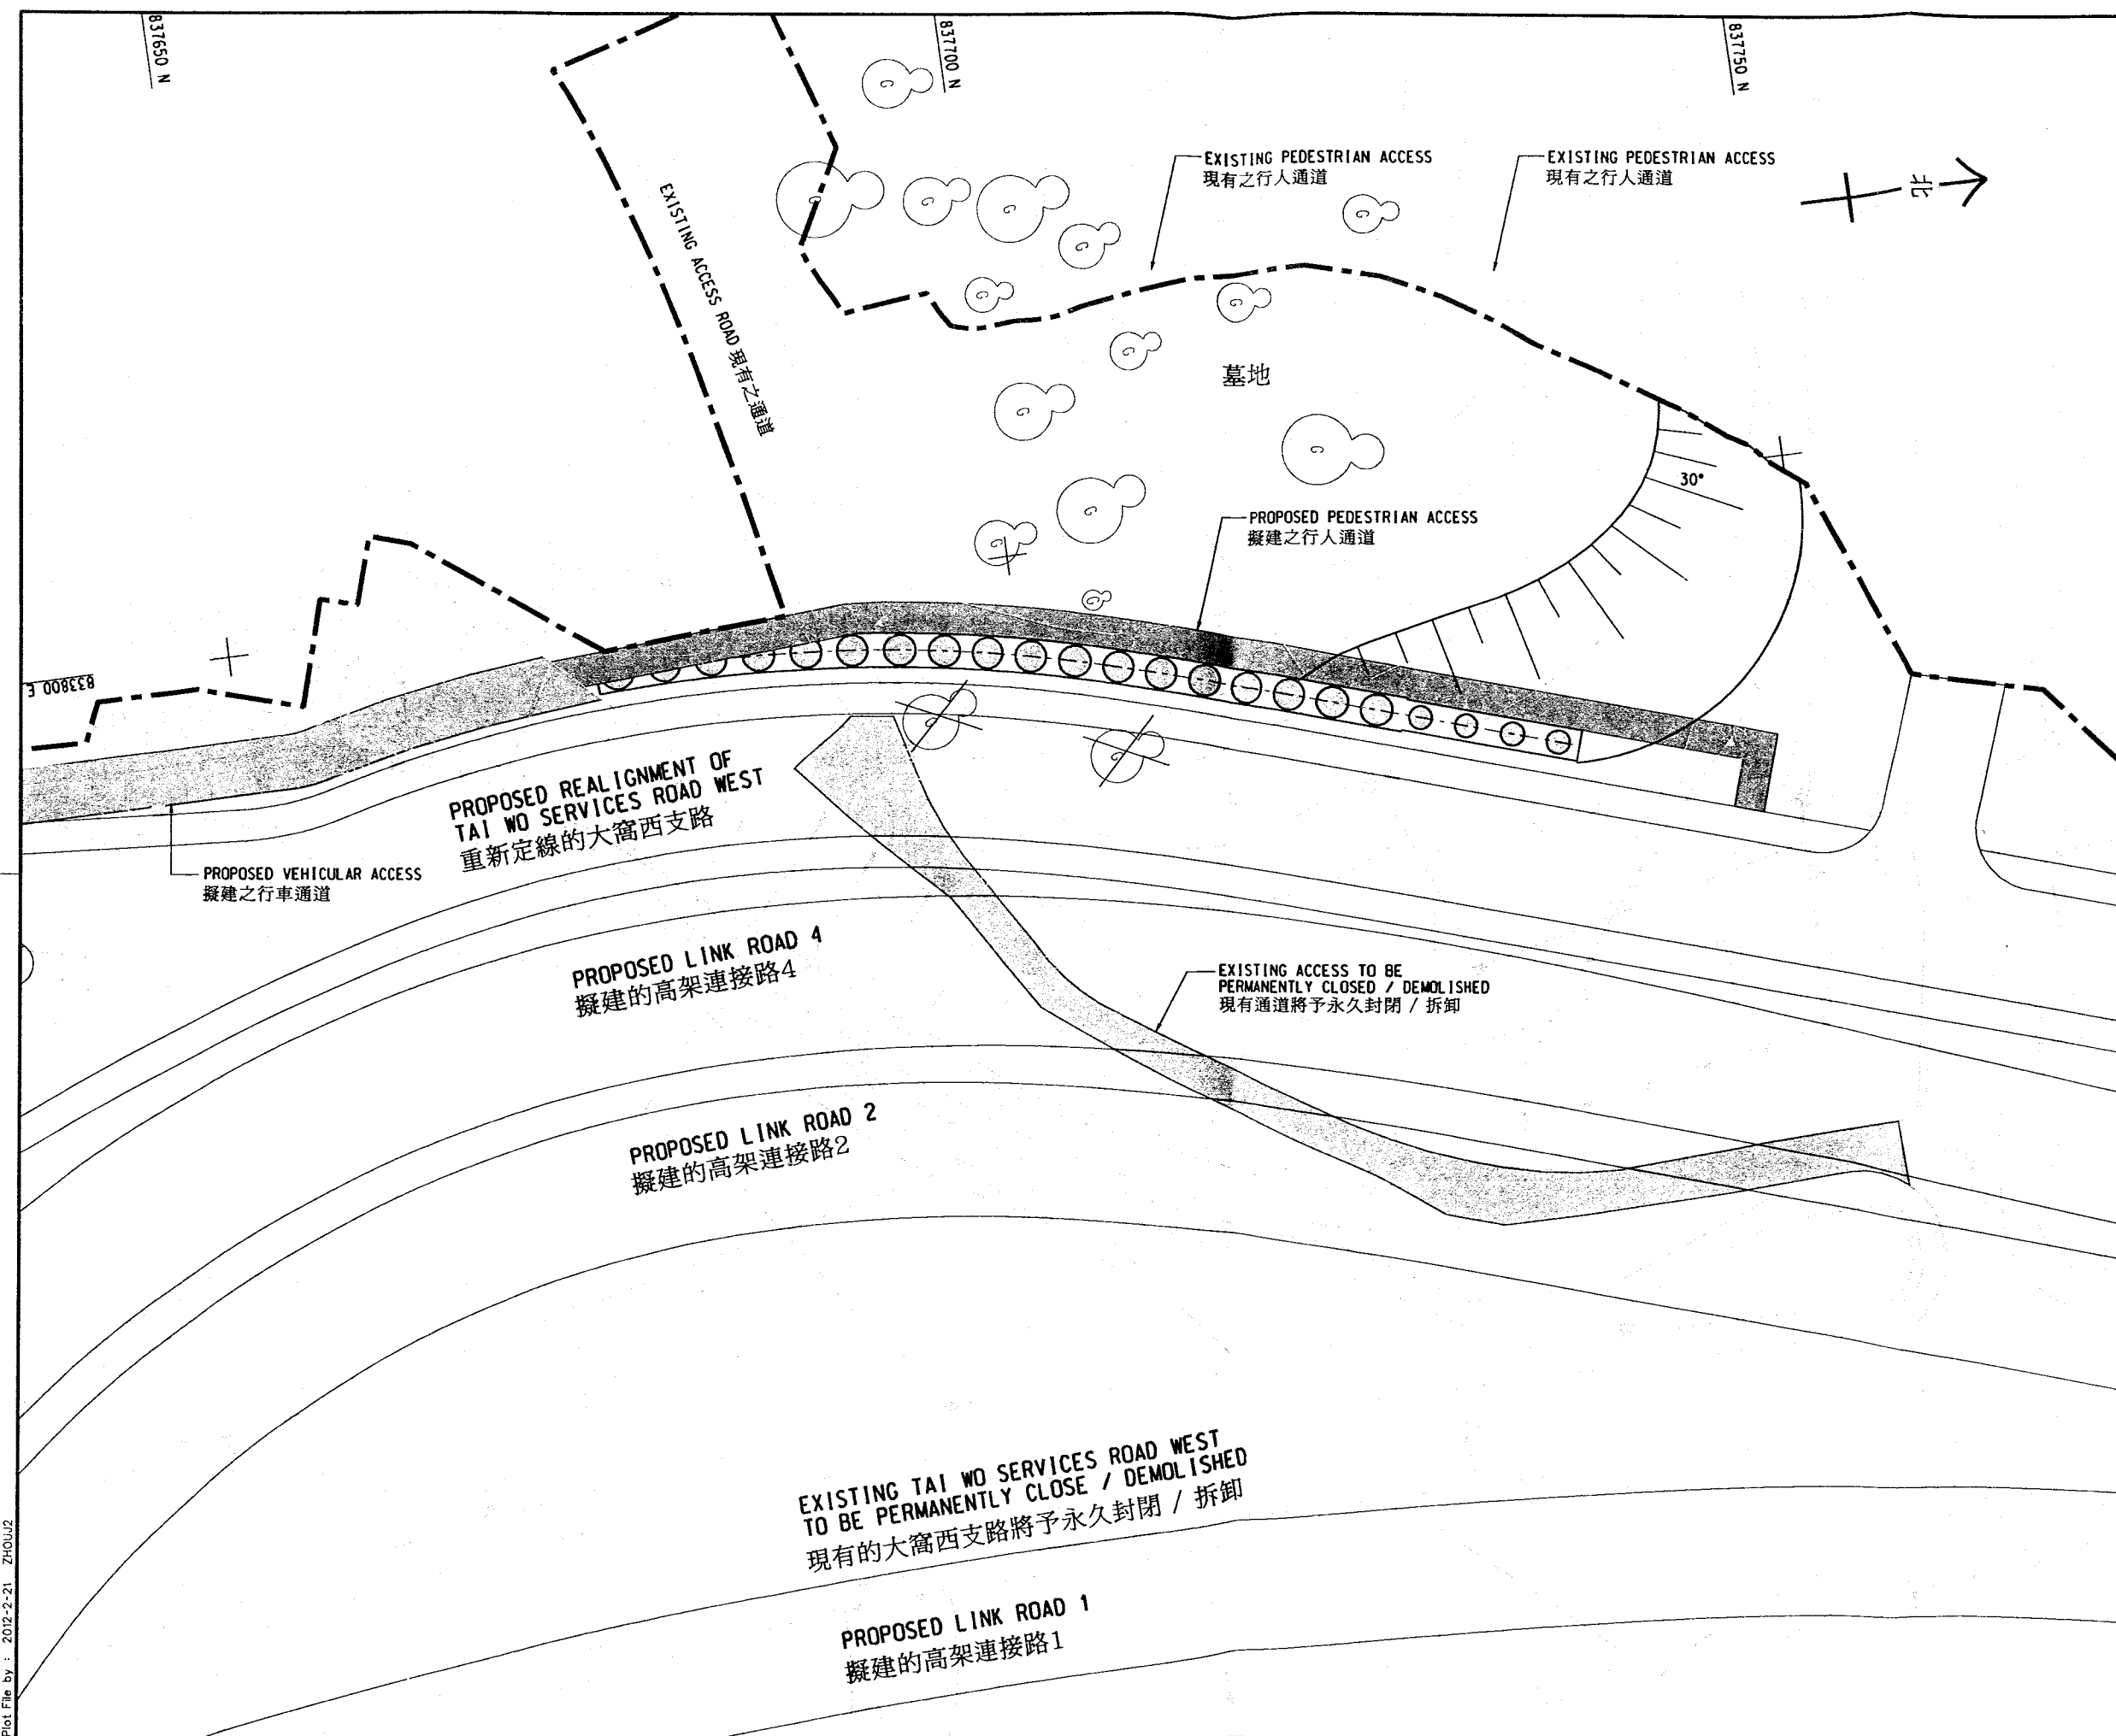 837650 N
837700 N
837750 N
EXISTING PEDESTRIAN ACCESS
現有之行人通道
EXISTING PEDESTRIAN ACCESS
現有之行人通道
北
EXISTING ACCESS ROAD 現有之通道
G
G
G
G
G
G
G
G
G
墓地
G
G
G
30°
G
G
G
PROPOSED PEDESTRIAN ACCESS
擬建之行人通道
833800 E
G
G
PROPOSED REALIGNMENT OF
TAI WO SERVICES ROAD WEST
重新定線的大窩西支路
PROPOSED VEHICULAR ACCESS
擬建之行車通道
PROPOSED LINK ROAD 4
擬建的高架連接路4
EXISTING ACCESS TO BE
PERMANENTLY CLOSED / DEMOLISHED
現有通道將予永久封閉 / 拆卸
PROPOSED LINK ROAD 2
擬建的高架連接路2
EXISTING TAI WO SERVICES ROAD WEST
TO BE PERMANENTLY CLOSE / DEMOLISHED
現有的大窩西支路將予永久封閉 / 拆卸
PROPOSED LINK ROAD 1
擬建的高架連接路1
Plot File by : 2012-2-21 ZHOUJ2